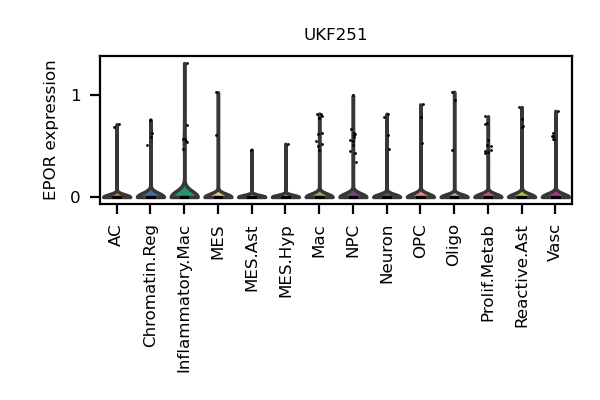 UKF251
EPOR expression
1
0
AC
Chromatin.Reg
Inflammatory.Mac
MES
MES.Ast
MES.Hyp
Mac
NPC
Neuron
OPC
Oligo
Prolif.Metab
Reactive.Ast
Vasc